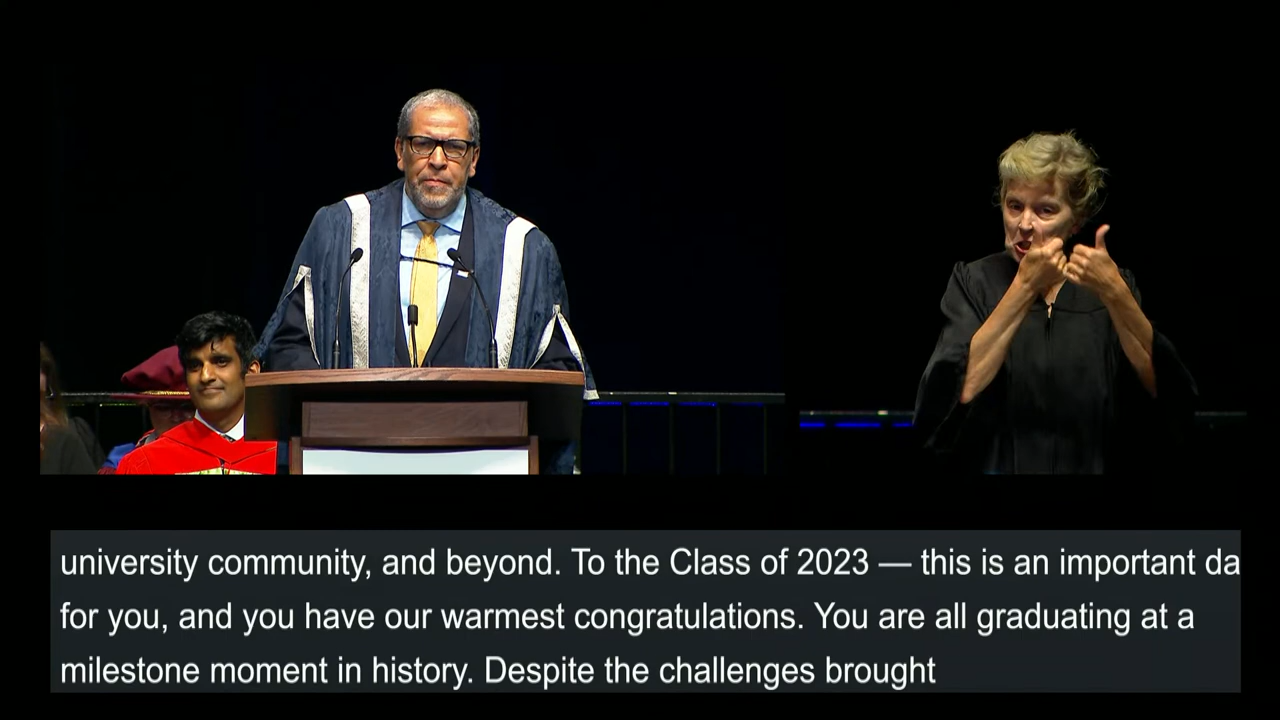 university community, and beyond. To the Class of 2023 — this is an important da
for you, and you have our warmest congratulations. You are all graduating at a
milestone moment in history. Despite the challenges brought